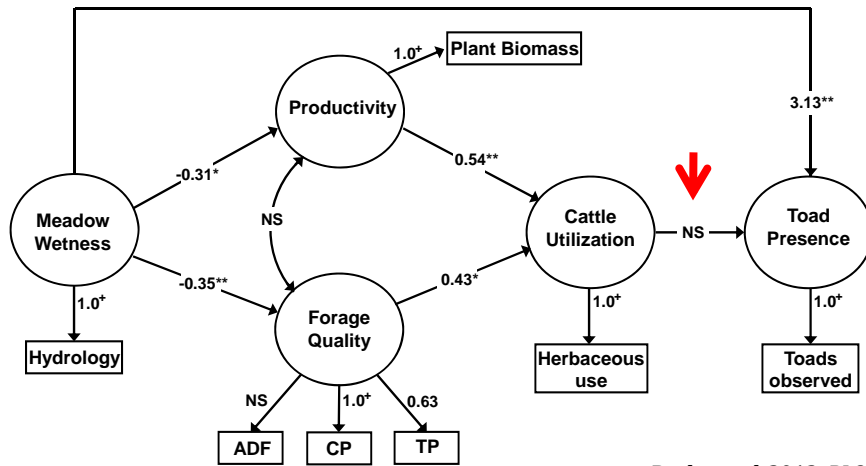 1.0+
Plant Biomass
Productivity
3.13**
-0.31*
0.54**
Meadow
Wetness
NS
Cattle
Utilization
NS
Toad
Presence
-0.35**
0.43*
1.0+
Forage
Quality
1.0+
1.0+
Hydrology
Herbaceous
use
Toads
observed
NS
1.0+
0.63
ADF
CP
TP